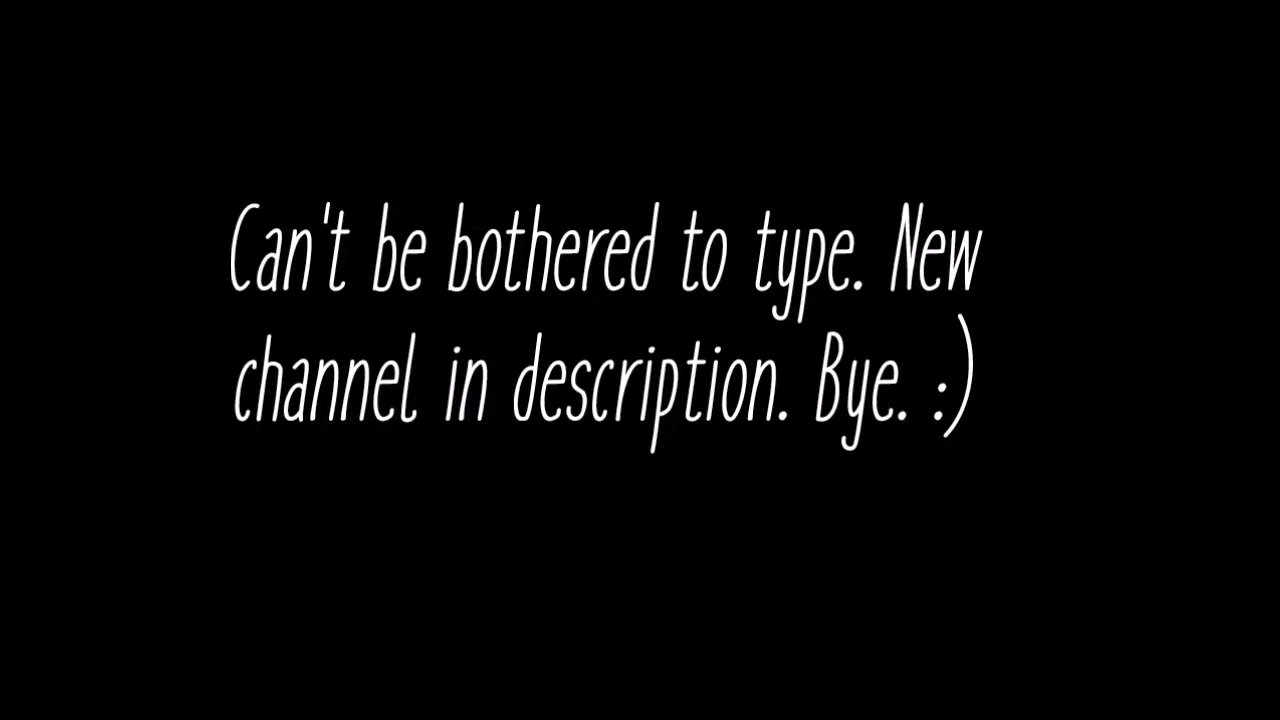 Can't be bothered to type. New
channel in description. Bye. :)